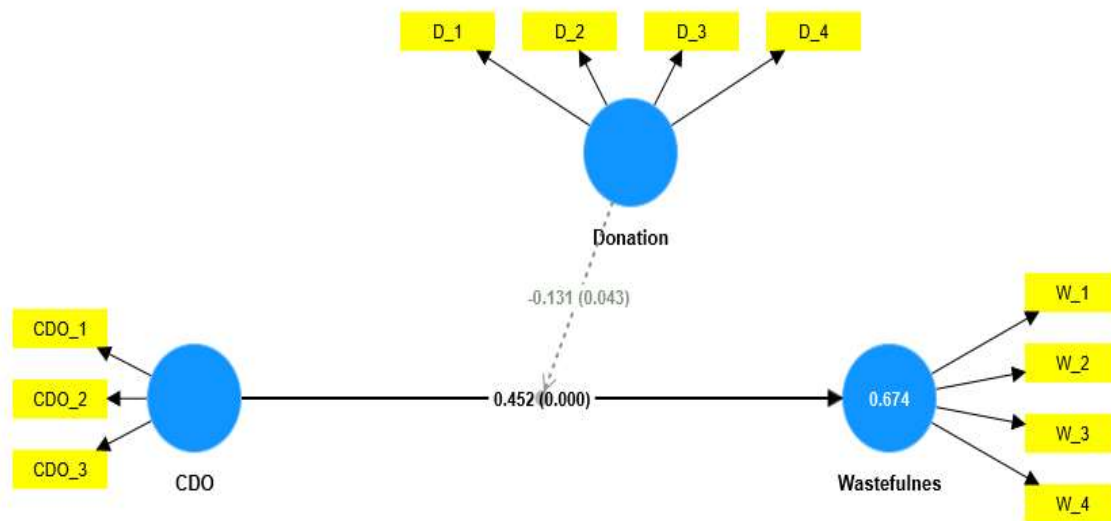 D_1
D_2
D_3
D_4
Donation
-0.131 (0.043)
CDO_1
CDO_2
CDO_3
CDO
0.452 (0.000)
0.674
Wastefulnes
W_1
W_2
W_3
W_4